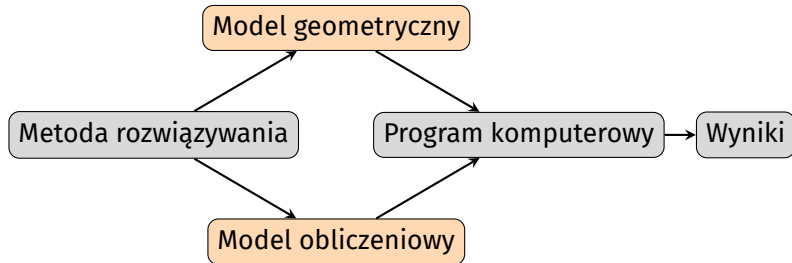 Model geometryczny
Metoda rozwiązywania
Program komputerowy
Wyniki
Model obliczeniowy